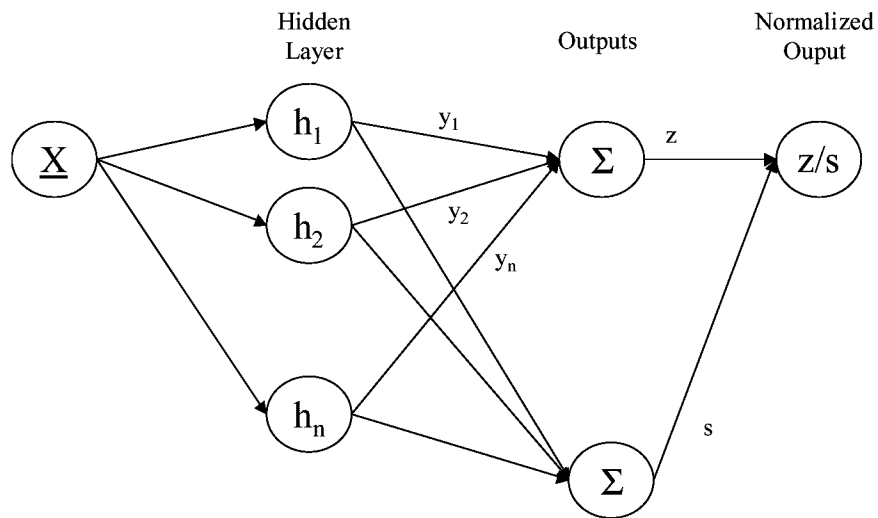 Hidden
Layer
Outputs
Normalized
Ouput
X
h₁
h₂
hₙ
y₁
y₂
yₙ
Σ
z
z/s
Σ
s